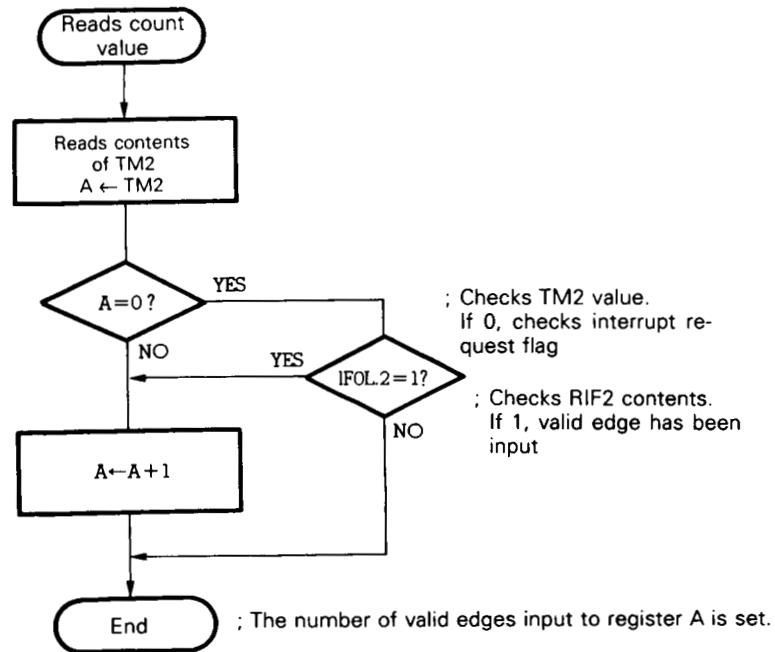 Reads count
value
Reads contents
of TM2
A ← TM2
A=0?
YES
; Checks TM2 value.
If 0, checks interrupt re-
quest flag
NO
YES
IF0L.2=1?
; Checks RIF2 contents.
If 1, valid edge has been
input
NO
A←A+1
End
; The number of valid edges input to register A is set.